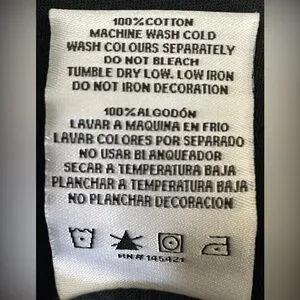 100% COTTON
MACHINE WASH COLD
WASH COLOURS SEPARATELY
DO NOT BLEACH
TUMBLE DRY LOW. LOW IRON
DO NOT IRON DECORATION
100% ALGODÓN
LAVAR A MAQUINA EN FRIO
LAVAR COLORES POR SEPARADO
NO USAR BLANQUEADOR
SECAR A TEMPERATURA BAJA
PLANCHAR A TEMPERATURA BAJA
NO PLANCHAR DECORACION
RN# 145421